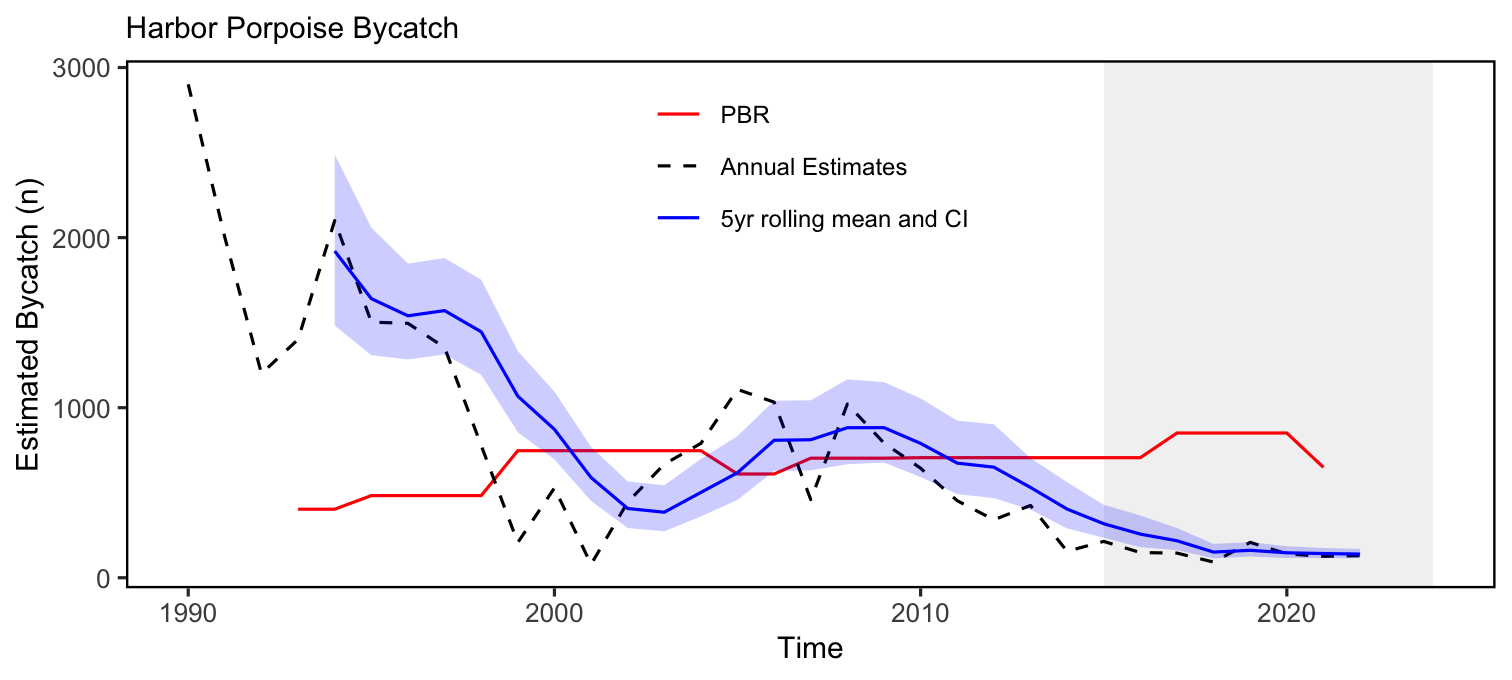 Harbor Porpoise Bycatch
3000
2000
1000
0
Estimated Bycatch (n)
PBR
Annual Estimates
5yr rolling mean and CI
1990
2000
2010
2020
Time